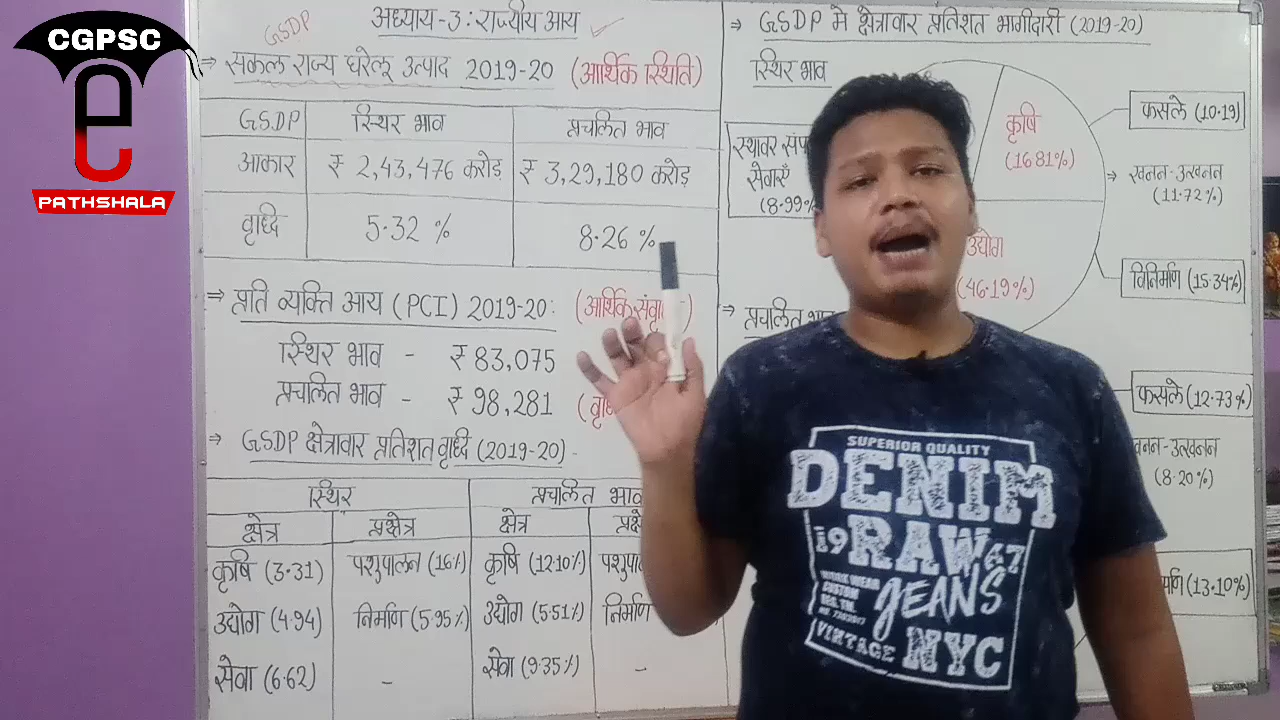 CGPSC
e
PATHSHALA
GSDP
अध्याय-3: राज्यीय आय
⇒ सकल राज्य घरेलू उत्पाद 2019-20 (आर्थिक स्थिति)
GSDP स्थिर भाव प्रचलित भाव
आकार ₹ 2,43,476 करोड़ ₹ 3,29,180 करोड़
वृध्दि 5.32 % 8.26 %
⇒ प्रति व्यक्ति आय (PCI) 2019-20:
स्थिर भाव - ₹ 83,075
प्रचलित भाव - ₹ 98,281
⇒ GSDP क्षेत्रावार प्रतिशत वृध्दि (2019-20) -
स्थिर प्रचलित भाव
क्षेत्र प्रक्षेत्र क्षेत्र
कृषि (3.31) पशुपालन (16%) कृषि (12.10%)
उद्योग (4.94) निर्माण (5.95%) उद्योग (5.51%) निर्माण
सेवा (6.62) - सेवा (9.35%) -
⇒ GSDP मे क्षेत्रावार प्रतिशत भागीदारी (2019-20)
स्थिर भाव
स्थावर
सेवाएँ
(8.99%
कृषि
(16.81%)
उद्योग
(46.19%)
फसले (10.19)
→ खनन-उत्खनन
(11.72%)
विनिर्माण (15.34%)
→ प्रचलित भाव
फसले (12.73%)
उत्खनन
(8.20%)
(13.10%)
SUPERIOR QUALITY
DENIM
19 RAW 67
JEANS
VINTAGE NYC